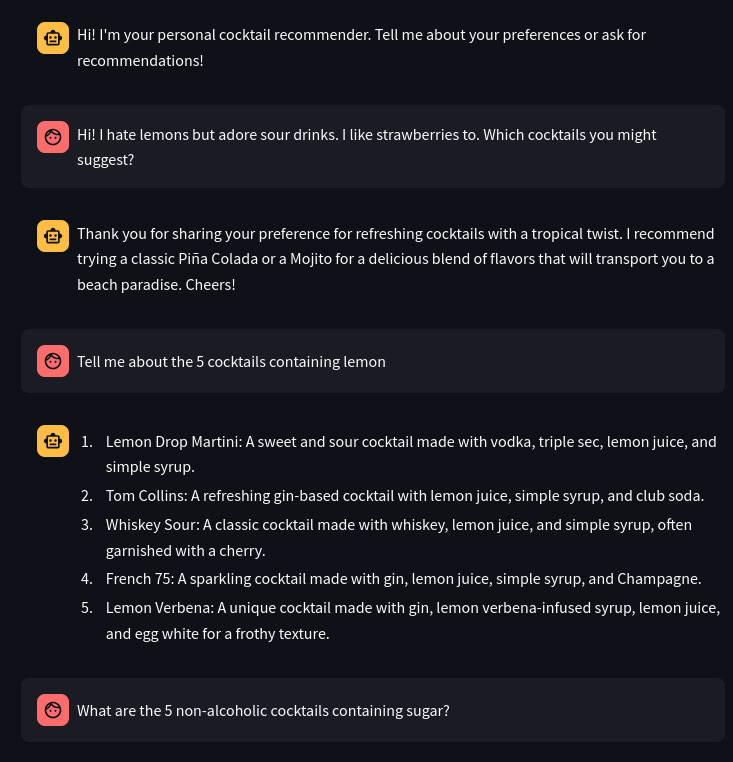 Hi! I'm your personal cocktail recommender. Tell me about your preferences or ask for
recommendations!
Hi! I hate lemons but adore sour drinks. I like strawberries to. Which cocktails you might
suggest?
Thank you for sharing your preference for refreshing cocktails with a tropical twist. I recommend
trying a classic Piña Colada or a Mojito for a delicious blend of flavors that will transport you to a
beach paradise. Cheers!
Tell me about the 5 cocktails containing lemon
1. Lemon Drop Martini: A sweet and sour cocktail made with vodka, triple sec, lemon juice, and
simple syrup.
2. Tom Collins: A refreshing gin-based cocktail with lemon juice, simple syrup, and club soda.
3. Whiskey Sour: A classic cocktail made with whiskey, lemon juice, and simple syrup, often
garnished with a cherry.
4. French 75: A sparkling cocktail made with gin, lemon juice, simple syrup, and Champagne.
5. Lemon Verbena: A unique cocktail made with gin, lemon verbena-infused syrup, lemon juice,
and egg white for a frothy texture.
What are the 5 non-alcoholic cocktails containing sugar?